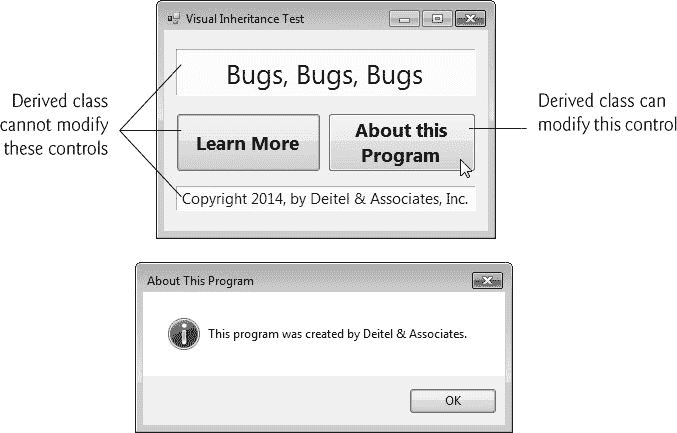 Visual Inheritance Test
Bugs, Bugs, Bugs
Derived class
cannot modify
these controls
Learn More
About this
Program
Derived class can
modify this control
Copyright 2014, by Deitel & Associates, Inc.
About This Program
This program was created by Deitel & Associates.
OK